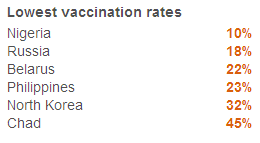 Lowest vaccination rates
Nigeria 10%
Russia 18%
Belarus 22%
Philippines 23%
North Korea 32%
Chad 45%